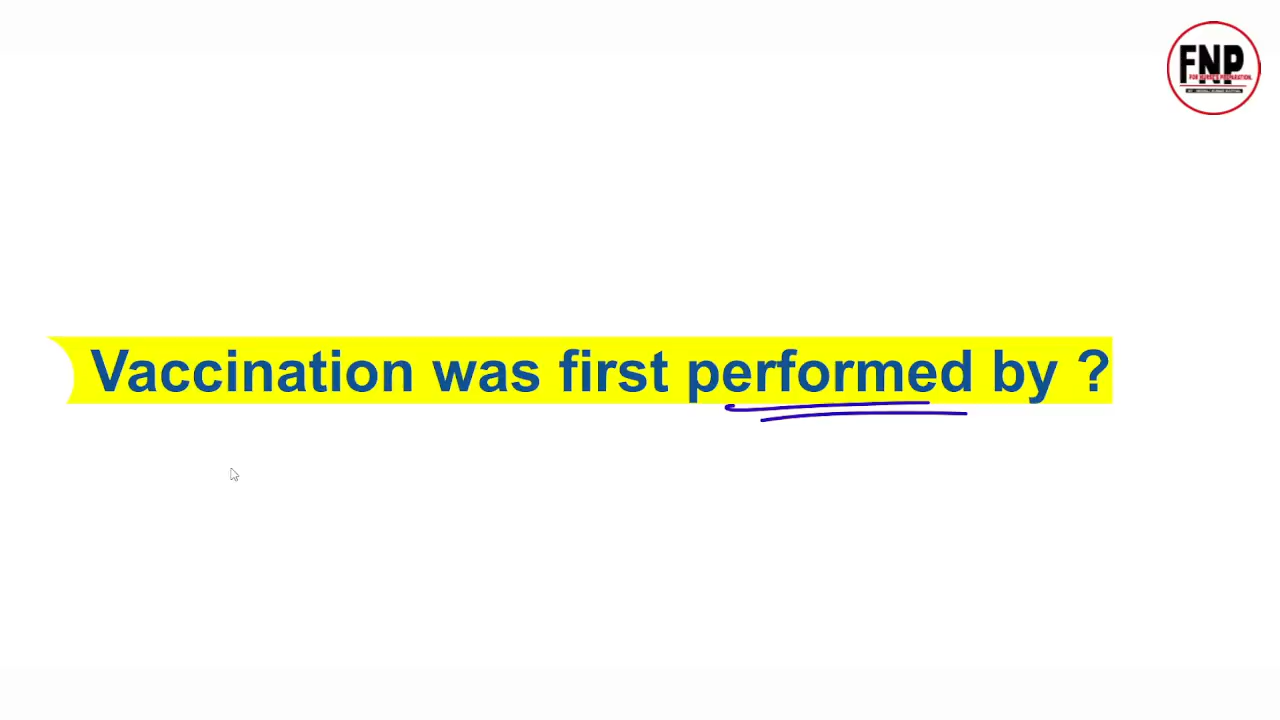 FNP
Vaccination was first performed by ?